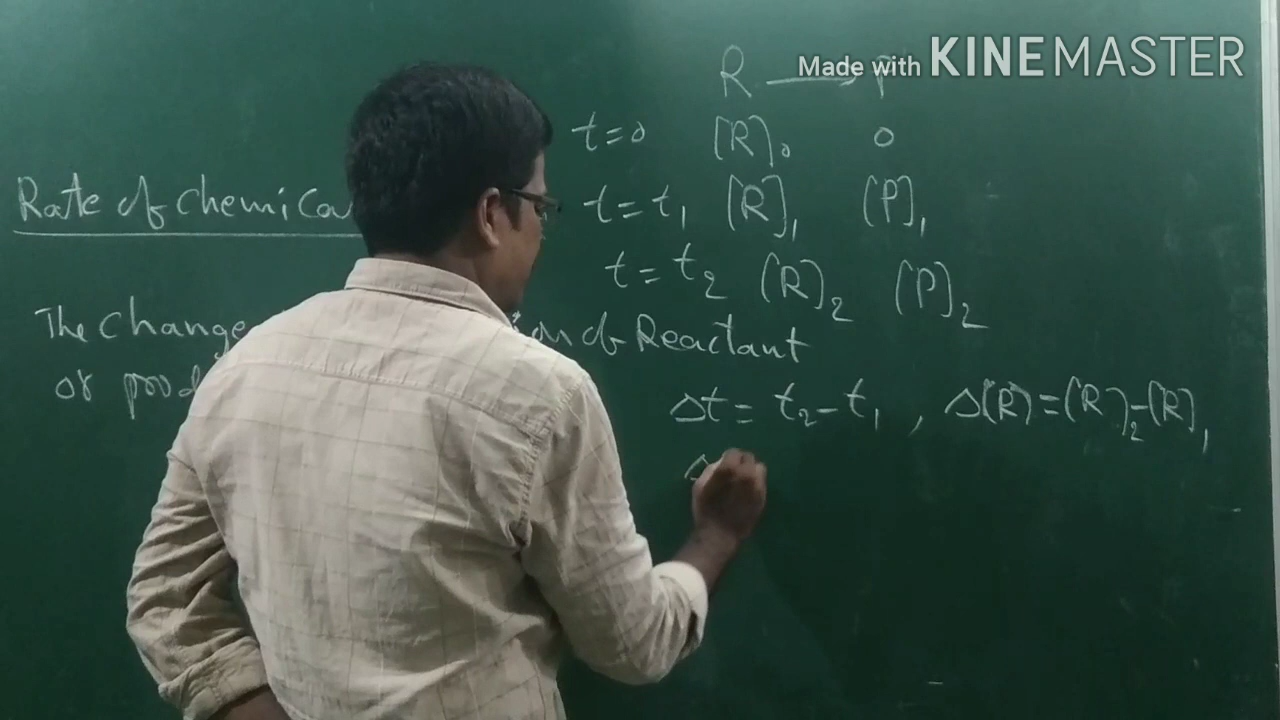 Made with KINEMASTER
R → P
t=0 [R]₀ 0
t=t₁ [R]₁ [P]₁
Rate of chemica
t=t₂ [R]₂ [P]₂
The change of Reactant
or
Δt = t₂-t₁ , Δ[R]=[R]₂-[R]₁
Δ